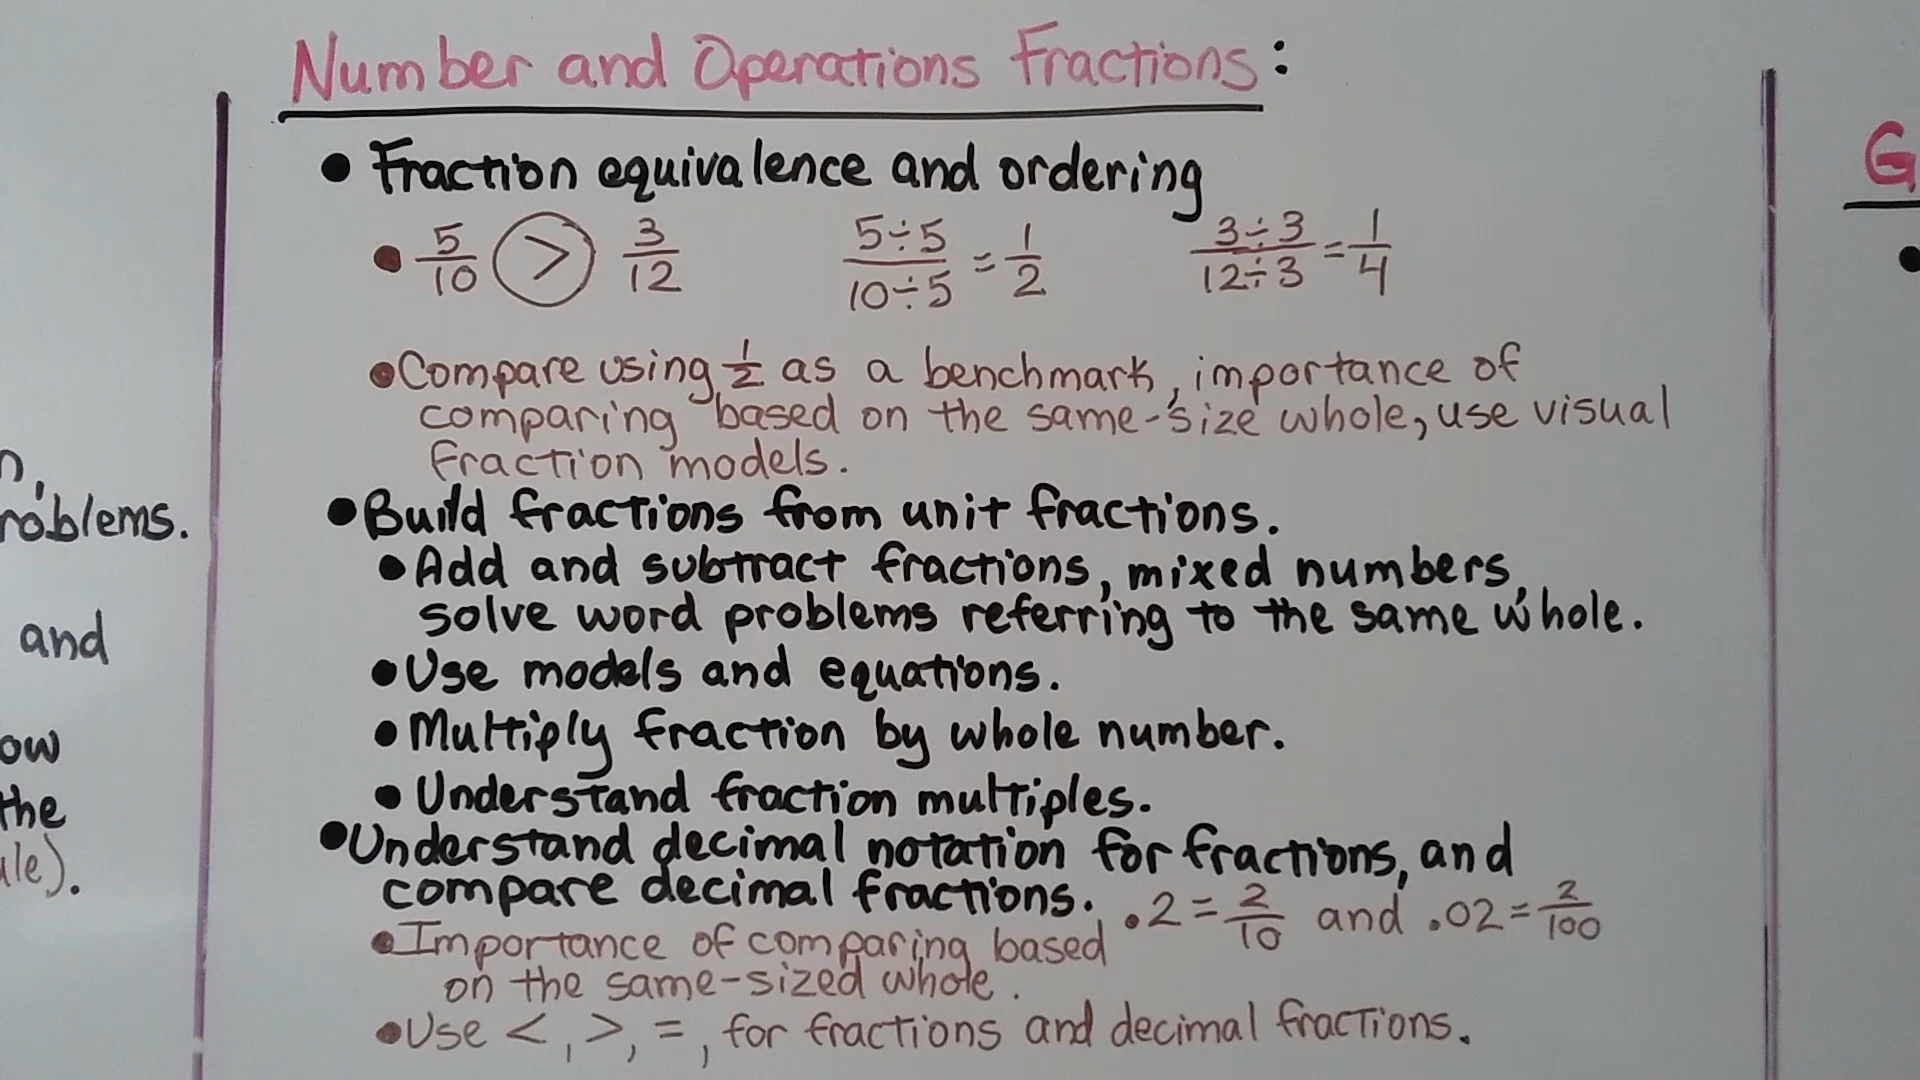 Number and Operations Fractions:
• Fraction equivalence and ordering
• 5/10 > 3/12 5÷5/10÷5 = 1/2 3÷3/12÷3 = 1/4
• Compare using 1/2 as a benchmark, importance of
comparing based on the same-size whole, use visual
fraction models.
• Build fractions from unit fractions.
• Add and subtract fractions, mixed numbers,
solve word problems referring to the same whole.
• Use models and equations.
• Multiply fraction by whole number.
• Understand fraction multiples.
• Understand decimal notation for fractions, and
compare decimal fractions. .2 = 2/10 and .02 = 2/100
• Importance of comparing based
on the same-sized whole.
• Use <, >, =, for fractions and decimal fractions.
roblems.
and
ow
the
G